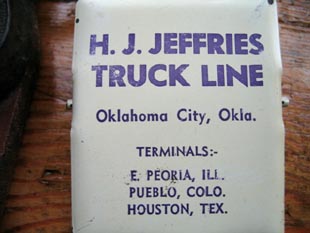 H. J. JEFFRIES
TRUCK LINE
Oklahoma City, Okla.
TERMINALS:-
E. PEORIA, ILL.
PUEBLO, COLO.
HOUSTON, TEX.